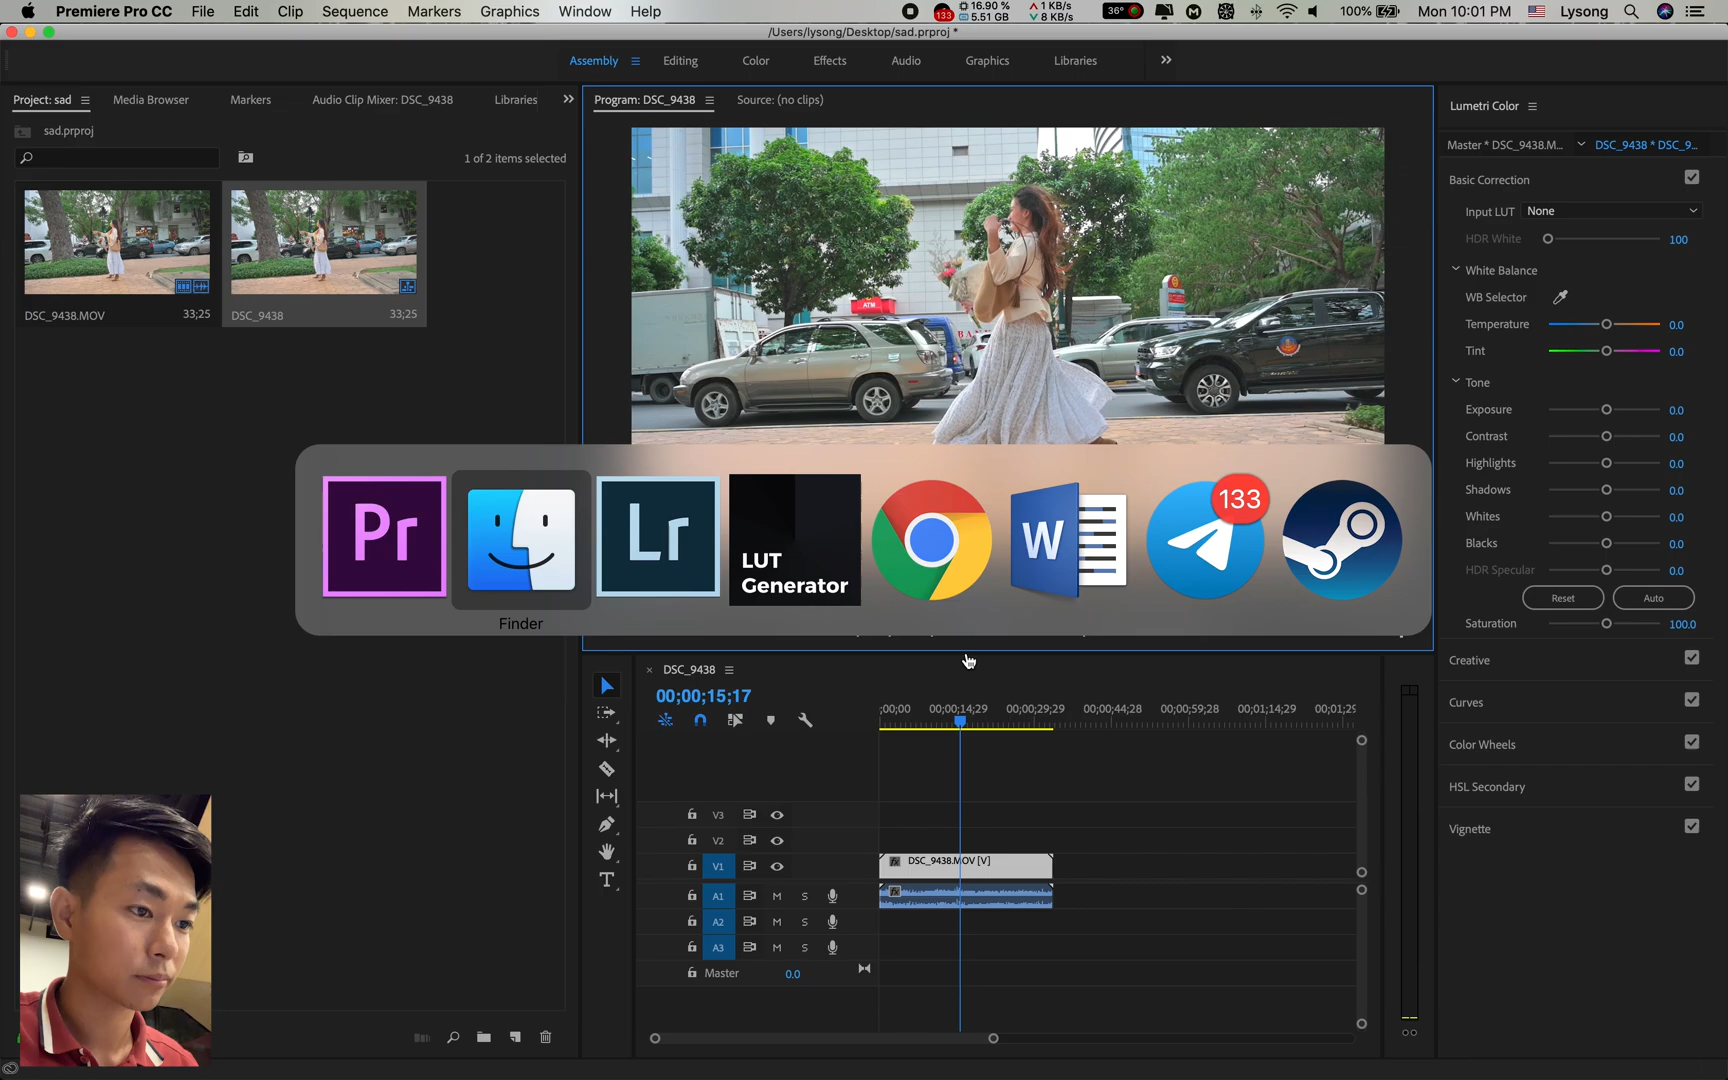 Premiere Pro CC File Edit Clip Sequence Markers Graphics Window Help
133 16.90 % 5.51 GB 1 KB/s 8 KB/s 36° 100% Mon 10:01 PM Lysong
/Users/lysong/Desktop/sad.prproj *
Assembly Editing Color Effects Audio Graphics Libraries
Project: sad Media Browser Markers Audio Clip Mixer: DSC_9438 Libraries
sad.prproj
1 of 2 items selected
DSC_9438.MOV 33;25
DSC_9438 33;25
Program: DSC_9438 Source: (no clips)
ATM
Pr
Lr
LUT
Generator
W
133
Finder
Lumetri Color
Master * DSC_9438.M... DSC_9438 * DSC_9...
Basic Correction
Input LUT None
HDR White 100
White Balance
WB Selector
Temperature 0.0
Tint 0.0
Tone
Exposure 0.0
Contrast 0.0
Highlights 0.0
Shadows 0.0
Whites 0.0
Blacks 0.0
HDR Specular 0.0
Reset Auto
Saturation 100.0
Creative
Curves
Color Wheels
HSL Secondary
Vignette
DSC_9438
00;00;15;17
;00;00 00;00;14;29 00;00;29;29 00;00;44;28 00;00;59;28 00;01;14;29 00;01;29
V3
V2
V1 DSC_9438.MOV [V]
A1 M S
A2 M S
A3 M S
Master 0.0